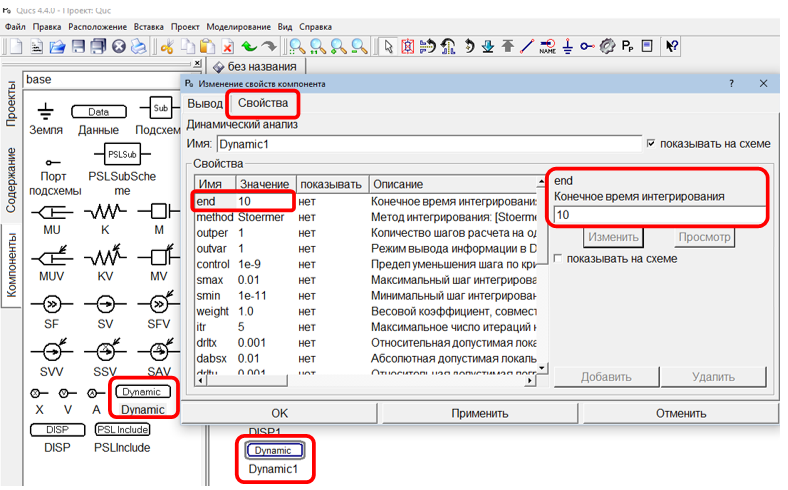 Qucs 4.4.0 - Проект: Quc
Файл Правка Расположение Вставка Проект Моделирование Вид Справка
NAME
Проекты
Содержание
Компоненты
base
без названия
Data
Sub
Земля Данные Подсхем
PSLSub
Порт подсхемы
PSLSubScheme
MU K M
MUV KV MV
SF SV SFV
SVV SSV SAV
Dynamic
X V A Dynamic
DISP PSL Include
DISP PSLInclude
Изменение свойств компонента
Вывод Свойства
Динамический анализ
Имя: Dynamic1 показывать на схеме
Свойства
Имя Значение показывать Описание
end 10 нет Конечное время интегрировани
method Stoermer нет Метод интегрирования: [Stoerm
outper 1 нет Количество шагов расчета на од
outvar 1 нет Режим вывода информации в D
control 1e-9 нет Предел уменьшения шага по кри
smax 0.01 нет Максимальный шаг интегрирова
smin 1e-11 нет Минимальный шаг интегрирован
weight 1.0 нет Весовой коэффициент, совмест
itr 5 нет Максимальное число итераций н
drltx 0.001 нет Относительная допустимая пока
dabsx 0.01 нет Абсолютная допустимая покаль
drltu 0.001 нет
end
Конечное время интегрирования
10
Изменить Просмотр
показывать на схеме
Добавить Удалить
OK Применить Отменить
DISP1
Dynamic
Dynamic1